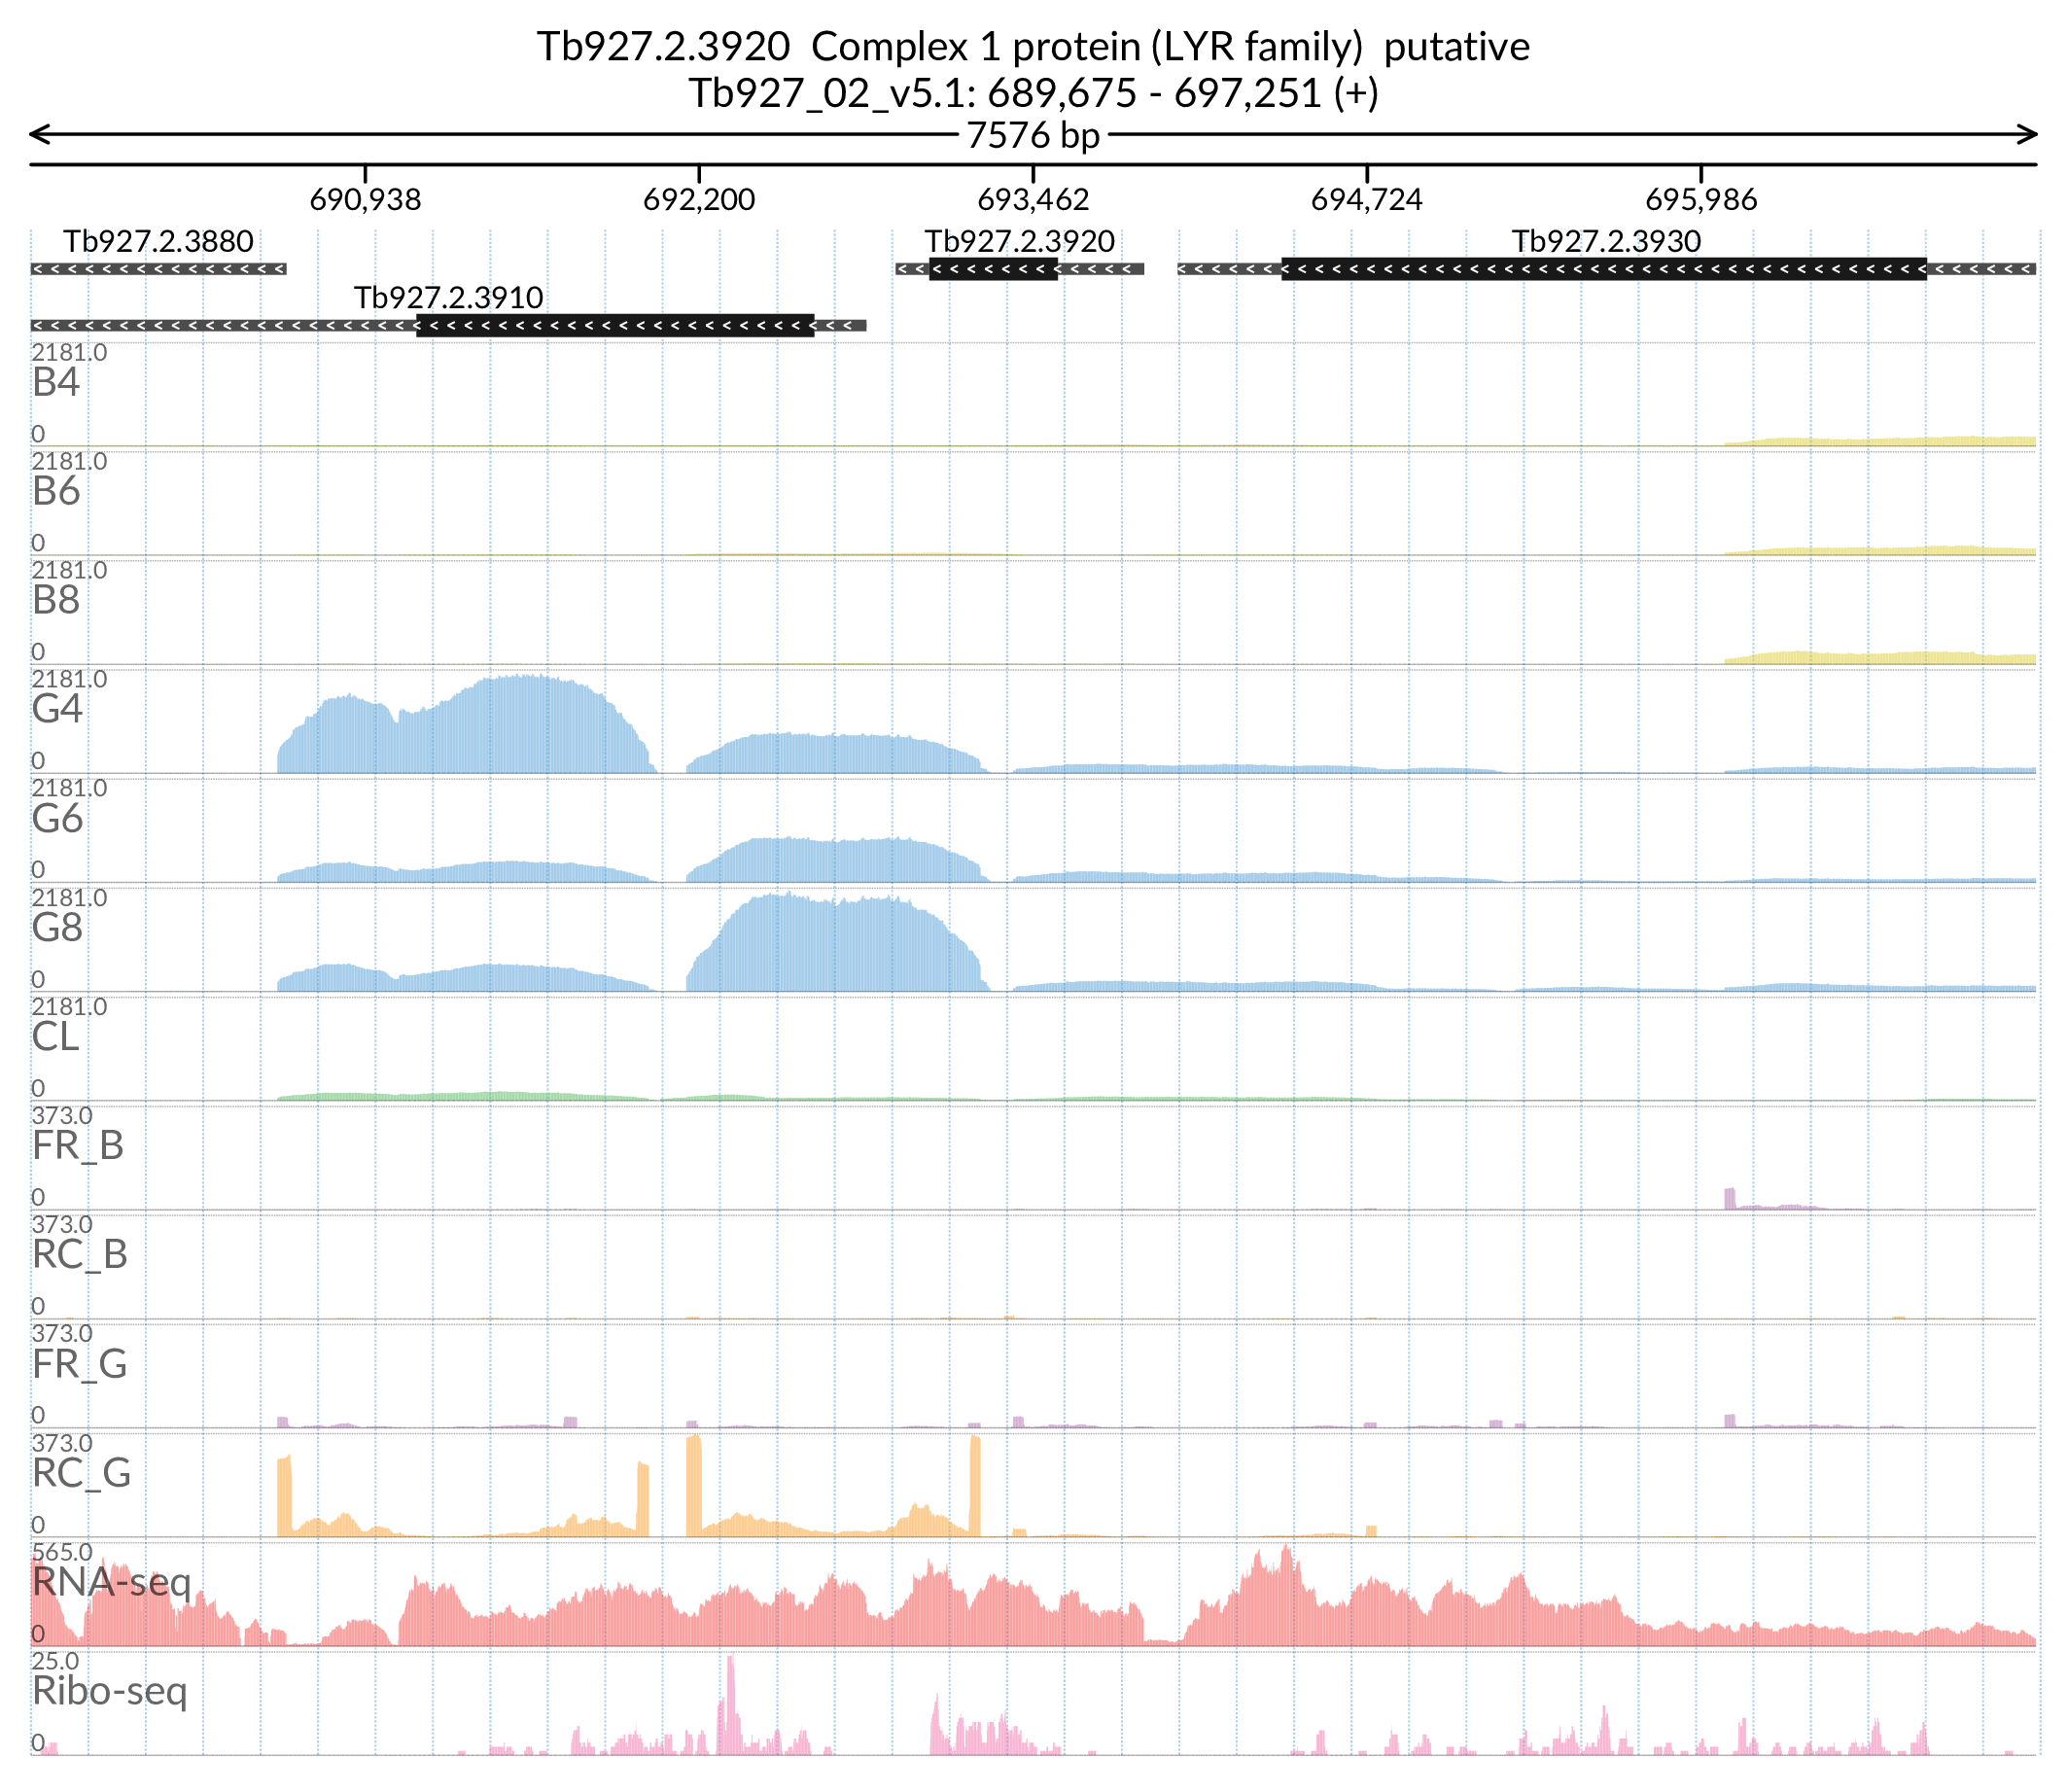 Tb927.2.3920 Complex 1 protein (LYR family) putative
Tb927_02_v5.1: 689,675 - 697,251 (+)
7576 bp
690,938 692,200 693,462 694,724 695,986
Tb927.2.3880 Tb927.2.3920 Tb927.2.3930
Tb927.2.3910
2181.0
B4
0
2181.0
B6
0
2181.0
B8
0
2181.0
G4
0
2181.0
G6
0
2181.0
G8
0
2181.0
CL
0
373.0
FR_B
0
373.0
RC_B
0
373.0
FR_G
0
373.0
RC_G
0
565.0
RNA-seq
0
25.0
Ribo-seq
0